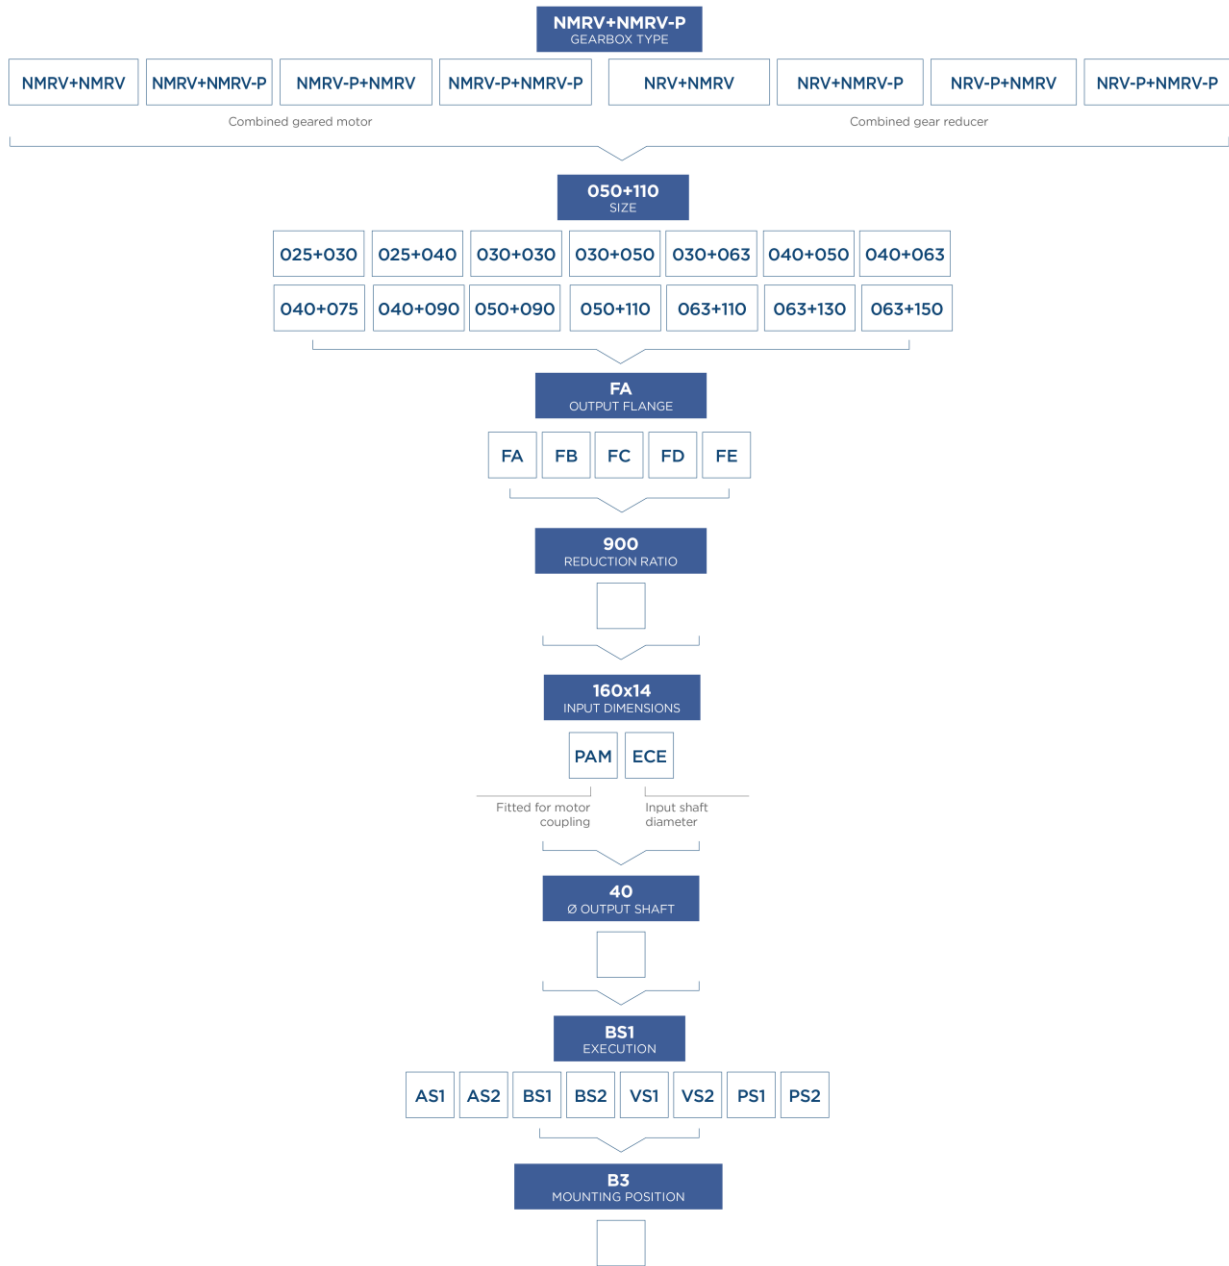 NMRV+NMRV-P
GEARBOX TYPE
NMRV+NMRV
NMRV+NMRV-P
NMRV-P+NMRV
NMRV-P+NMRV-P
NRV+NMRV
NRV+NMRV-P
NRV-P+NMRV
NRV-P+NMRV-P
Combined geared motor
Combined gear reducer
050+110
SIZE
025+030
025+040
030+030
030+050
030+063
040+050
040+063
040+075
040+090
050+090
050+110
063+110
063+130
063+150
FA
OUTPUT FLANGE
FA
FB
FC
FD
FE
900
REDUCTION RATIO
160x14
INPUT DIMENSIONS
PAM
ECE
Fitted for motor
coupling
Input shaft
diameter
40
Ø OUTPUT SHAFT
BS1
EXECUTION
AS1
AS2
BS1
BS2
VS1
VS2
PS1
PS2
B3
MOUNTING POSITION